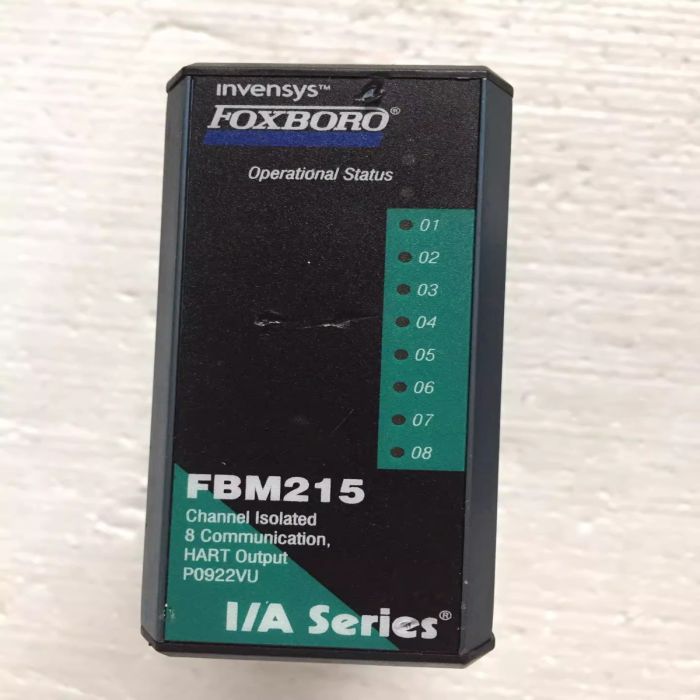 invensys™
FOXBORO®
Operational Status
01
02
03
04
05
06
07
08
FBM215
Channel Isolated
8 Communication,
HART Output
P0922VU
I/A Series®